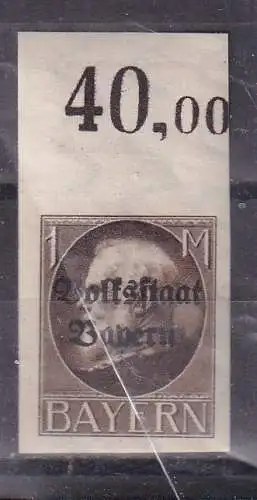 40,00
1 M
Volksstaat
Bayern
BAYERN